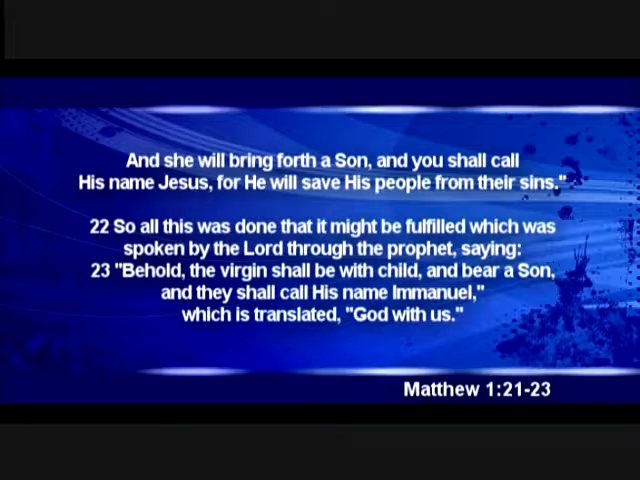 And she will bring forth a Son, and you shall call
His name Jesus, for He will save His people from their sins."
22 So all this was done that it might be fulfilled which was
spoken by the Lord through the prophet, saying:
23 "Behold, the virgin shall be with child, and bear a Son,
and they shall call His name Immanuel,"
which is translated, "God with us."
Matthew 1:21-23